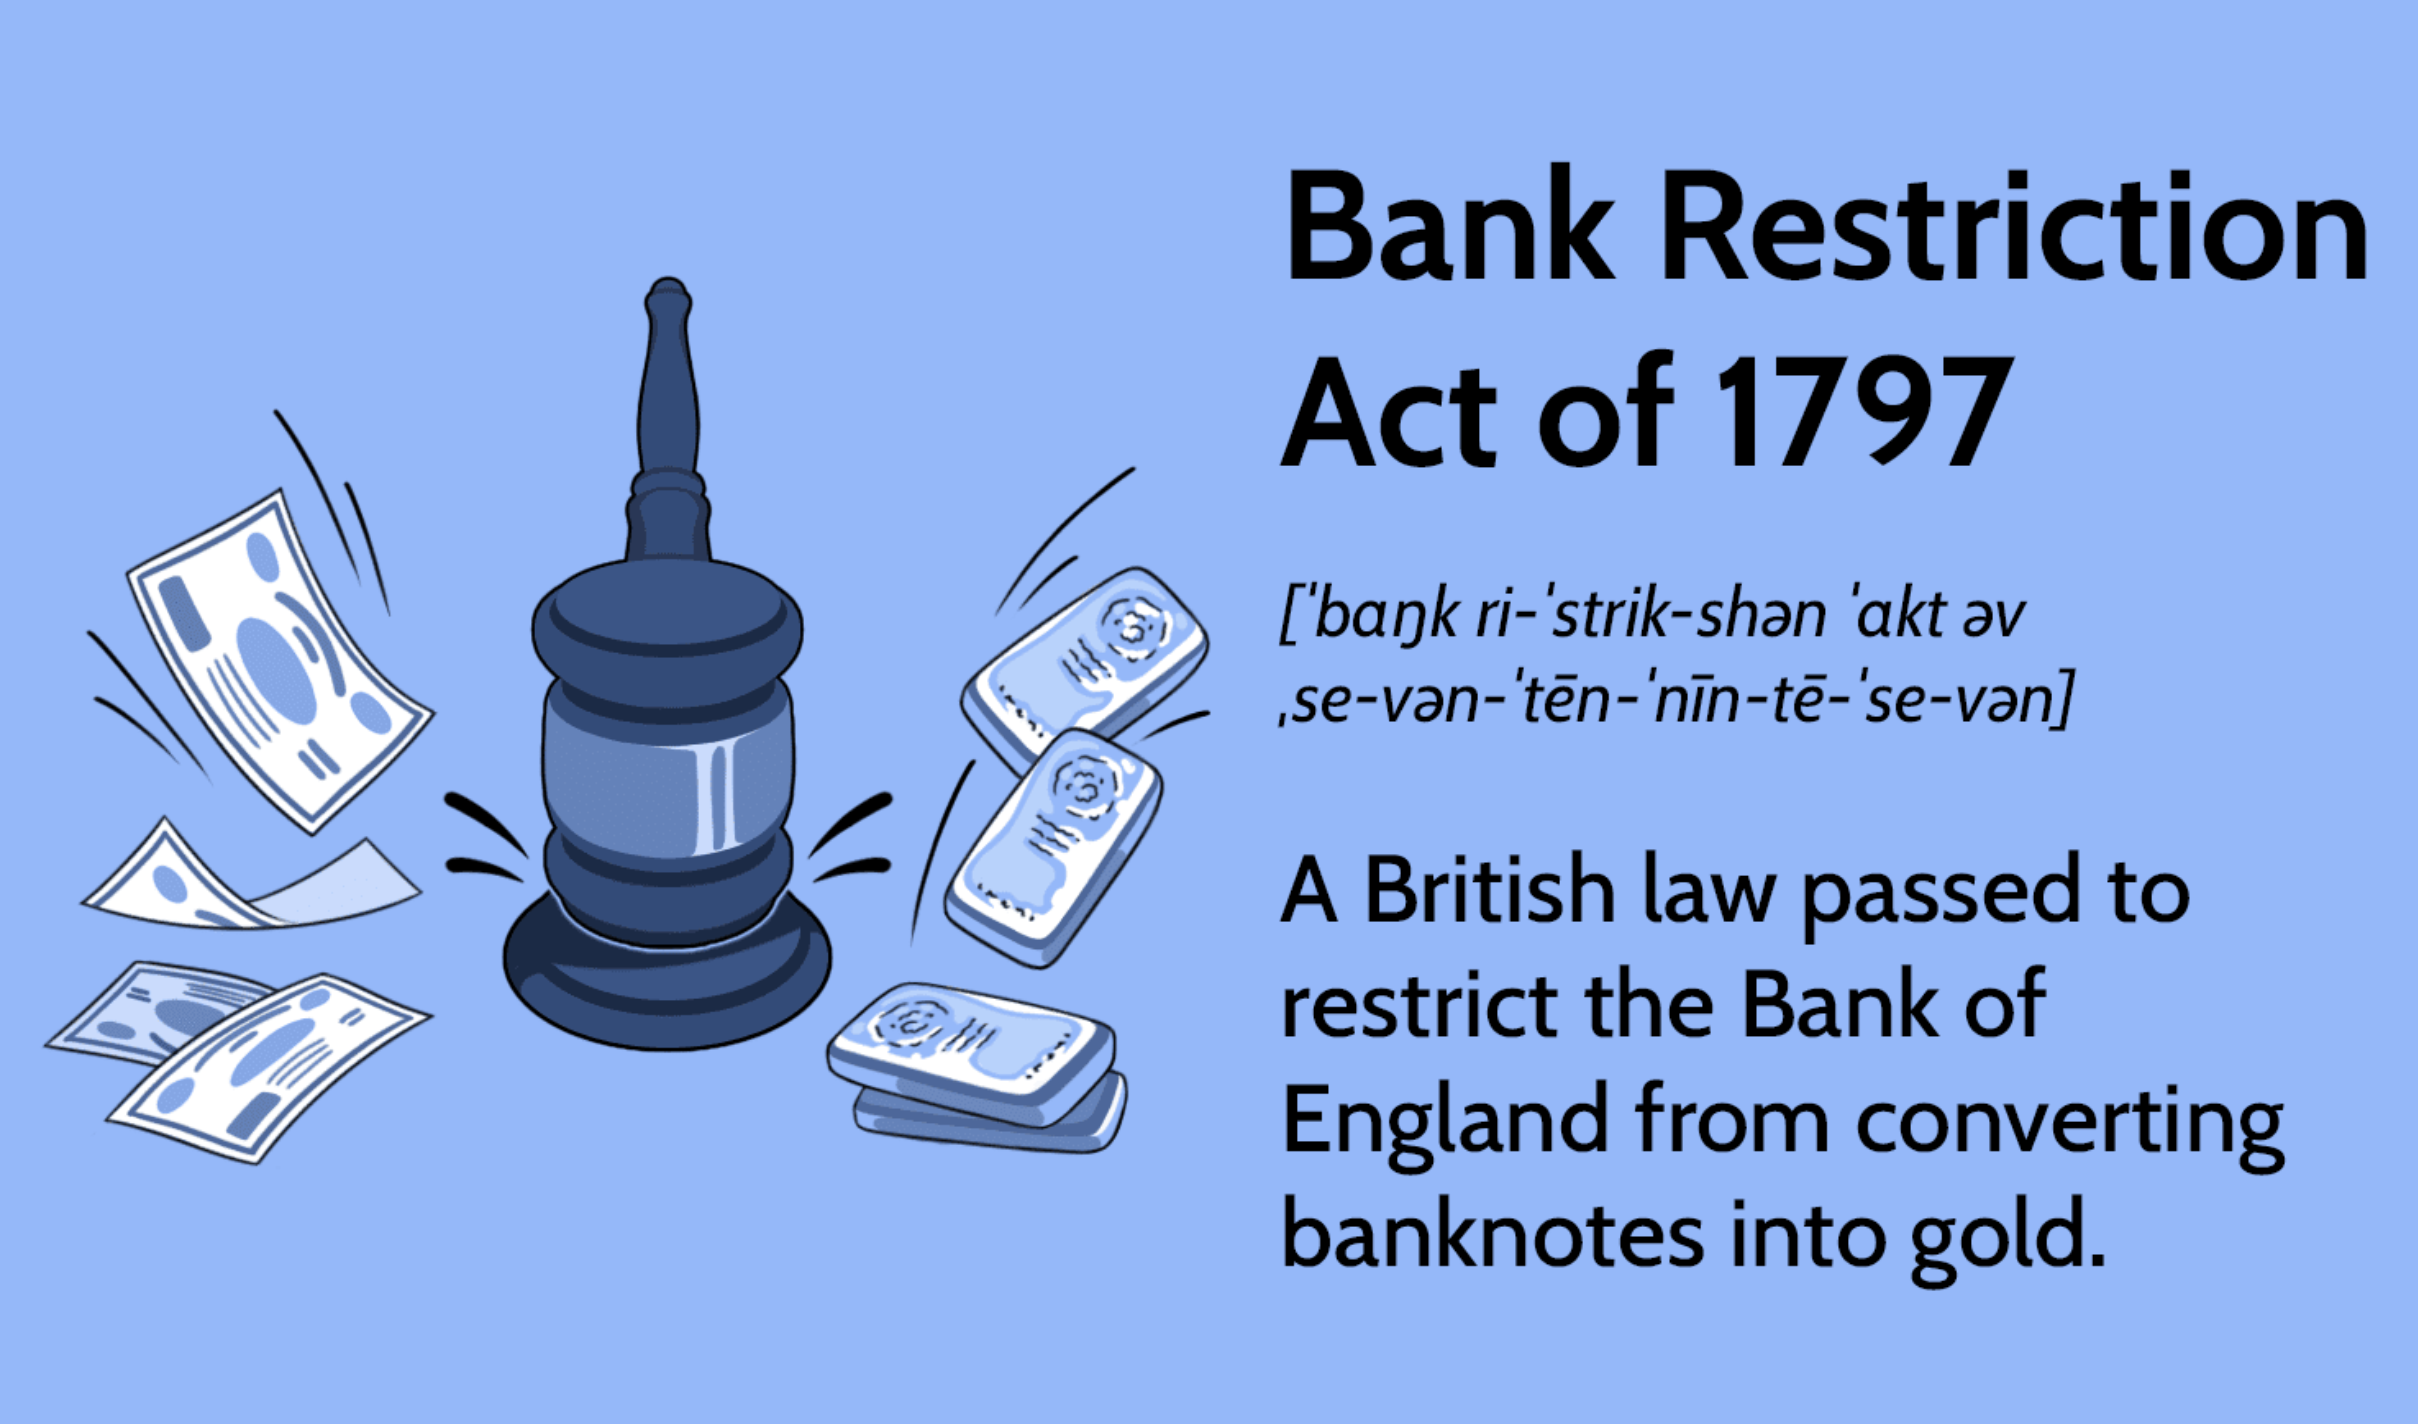 Bank Restriction
Act of 1797
[ˈbaŋk ri-ˈstrik-shən ˈakt əv
ˌse-vən-ˈtēn-ˈnīn-tē-ˈse-vən]
A British law passed to
restrict the Bank of
England from converting
banknotes into gold.